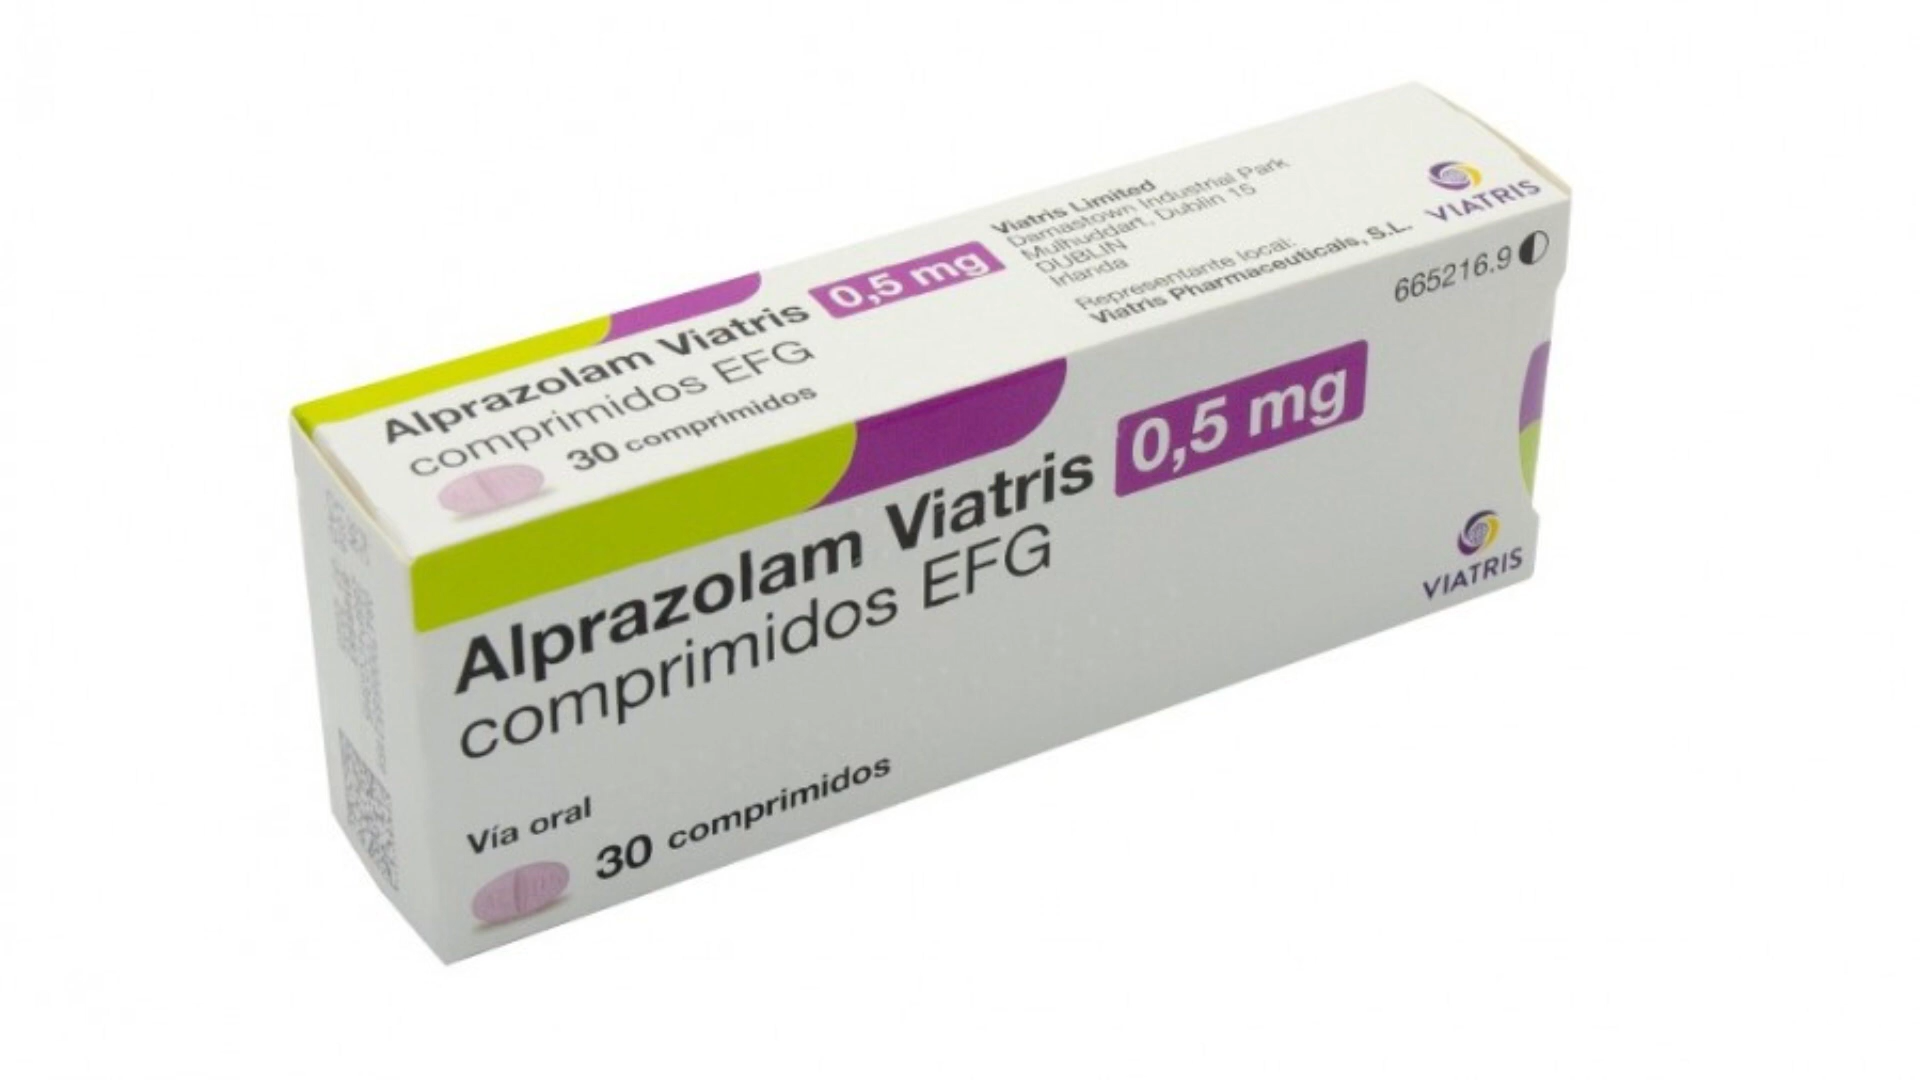 Alprazolam Viatris 0,5 mg
comprimidos EFG
30 comprimidos
Viatris Limited
Damastown Industrial Park
Mulhuddart, Dublin 15
DUBLIN
Irlanda
Representante local:
Viatris Pharmaceuticals, S.L.
VIATRIS
665216.9
Alprazolam Viatris 0,5 mg
comprimidos EFG
Vía oral
30 comprimidos
VIATRIS